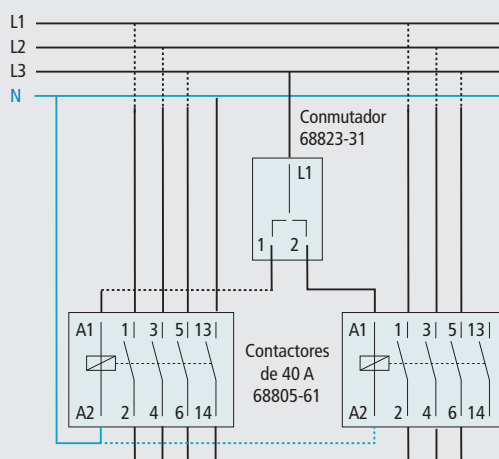 L1
L2
L3
N
Conmutador
68823-31
L1
1 2
A1 1 3 5 13
A2 2 4 6 14
Contactores
de 40 A
68805-61
A1 1 3 5 13
A2 2 4 6 14